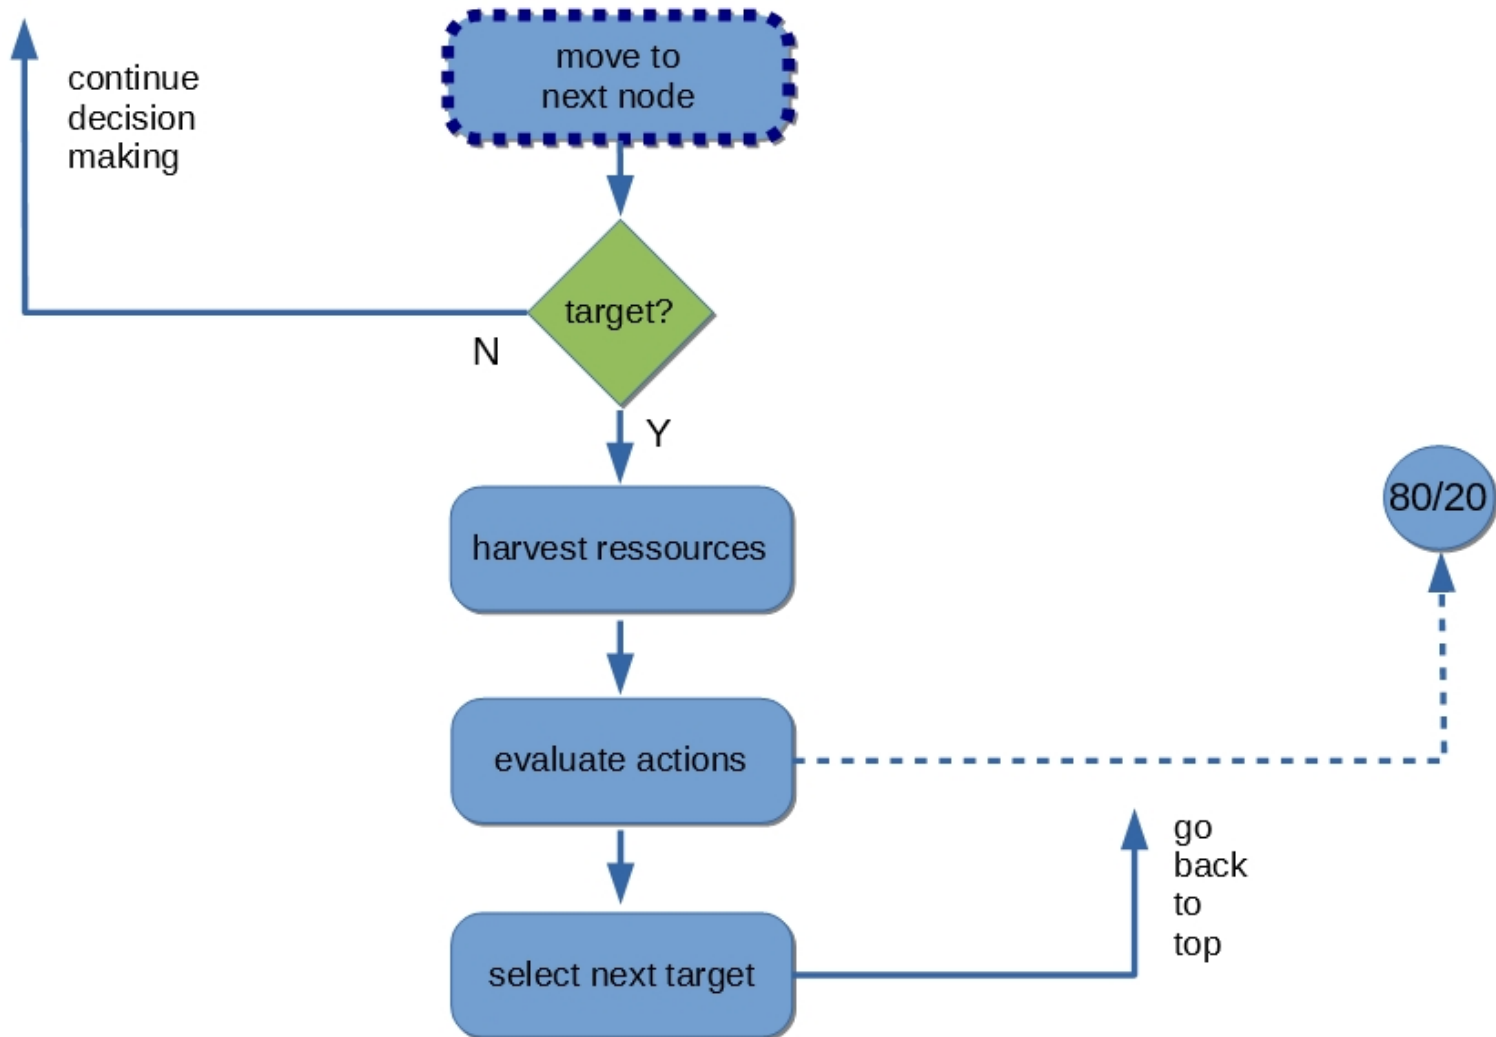 move to
next node
continue
decision
making
target?
N
Y
harvest ressources
80/20
evaluate actions
go
back
to
top
select next target